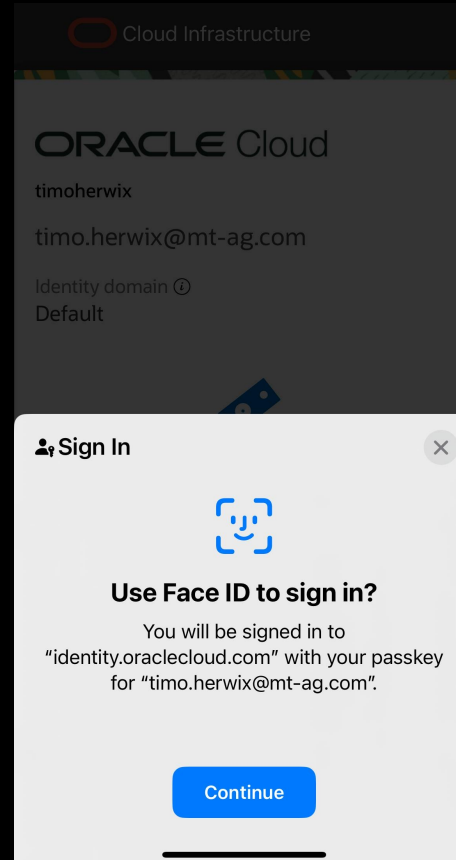 Cloud Infrastructure
ORACLE Cloud
timoherwix
timo.herwix@mt-ag.com
Identity domain
Default
Sign In
Use Face ID to sign in?
You will be signed in to
“identity.oraclecloud.com” with your passkey
for “timo.herwix@mt-ag.com”.
Continue